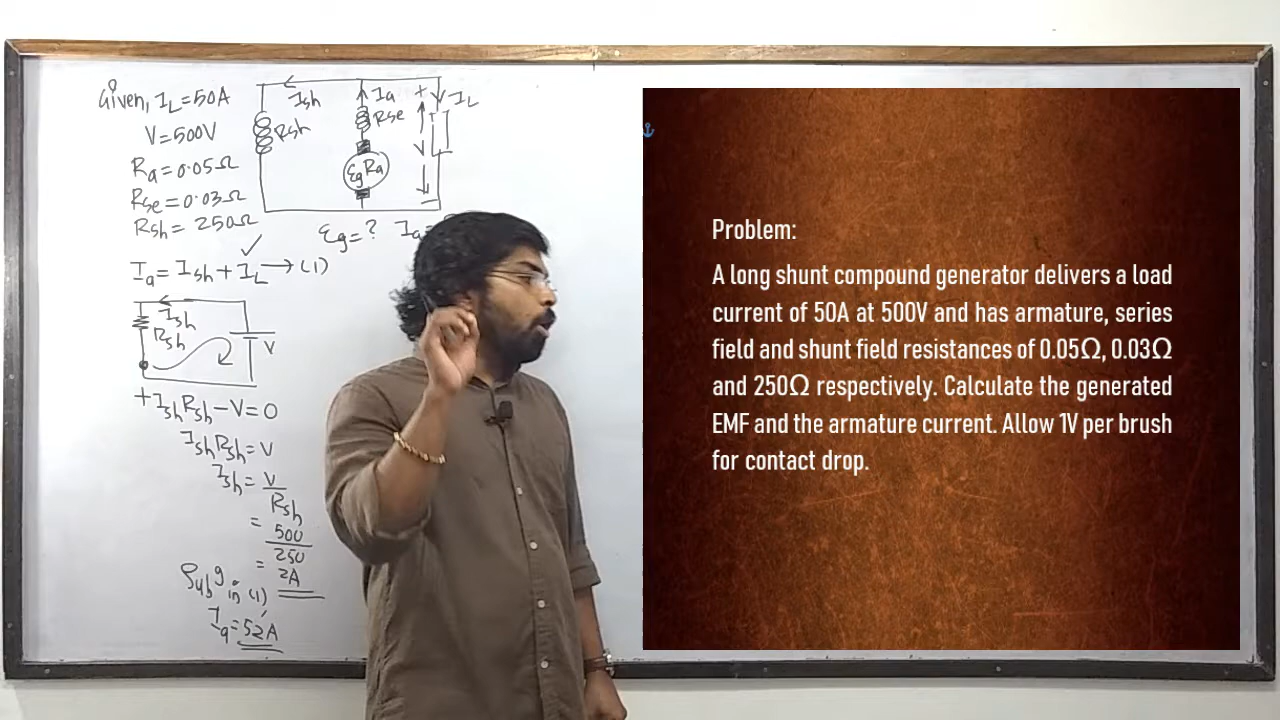 Given, IL=50A
V=500V
Ra=0.05Ω
Rse=0.03Ω
Rsh=250Ω
Ish
Rsh
Ia
Rse
Eg Ra
+
V
-
IL
Eg=? Ia=
Ia=Ish+IL→(1)
Ish
Rsh
V
+IshRsh-V=0
IshRsh=V
Ish=V
Rsh
=500
250
=2A
Subg in (1)
Ia=52A
Problem:
A long shunt compound generator delivers a load
current of 50A at 500V and has armature, series
field and shunt field resistances of 0.05Ω, 0.03Ω
and 250Ω respectively. Calculate the generated
EMF and the armature current. Allow 1V per brush
for contact drop.